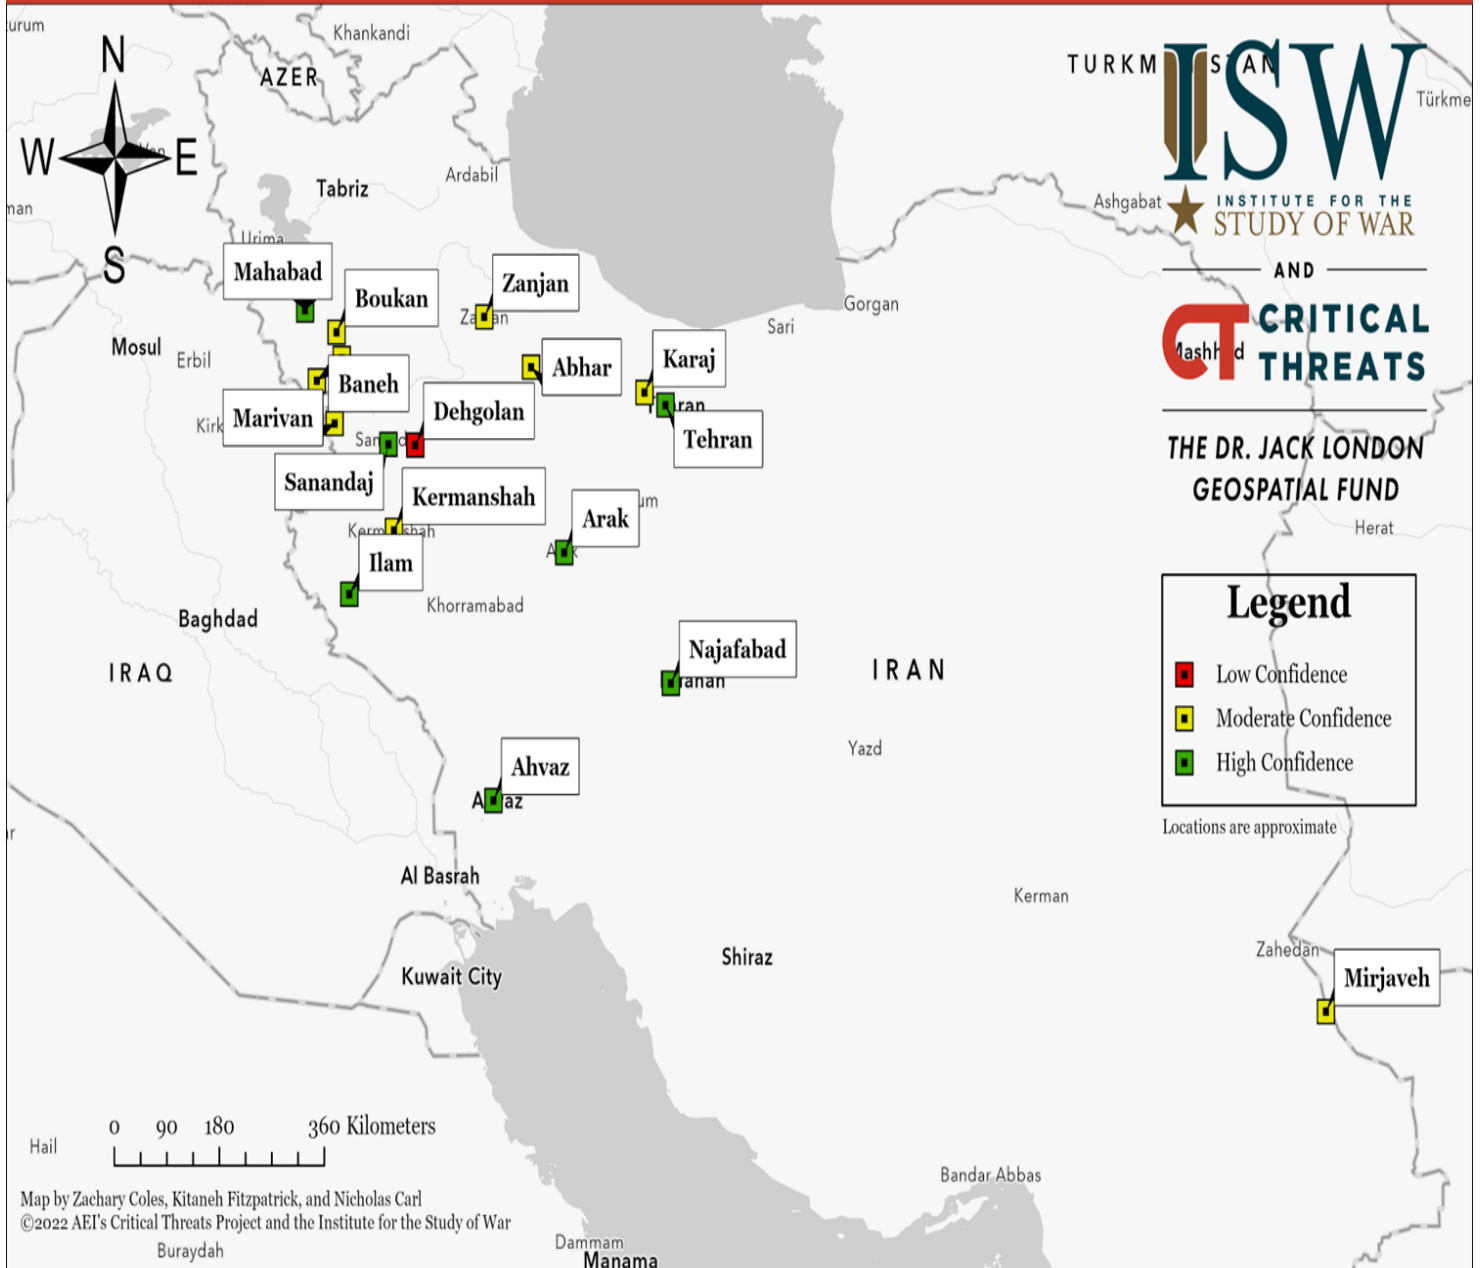 Khankandi
AZER
N
W
E
S
Tabriz
Ardabil
Urima
TURKM
STAN
Türkme
Ashgabat
ISW
INSTITUTE FOR THE
STUDY OF WAR
AND
CT CRITICAL
THREATS
THE DR. JACK LONDON
GEOSPATIAL FUND
Mahabad
Boukan
Zanjan
Gorgan
Sari
Mosul
Erbil
Baneh
Abhar
Karaj
Marivan
Dehgolan
Tehran
Sanandaj
Kermanshah
Arak
Ilam
Khorramabad
Herat
Baghdad
IRAQ
Najafabad
IRAN
Yazd
Ahvaz
Legend
Low Confidence
Moderate Confidence
High Confidence
Locations are approximate
Al Basrah
Kerman
Kuwait City
Shiraz
Zahedan
Mirjaveh
0 90 180 360 Kilometers
Hail
Bandar Abbas
Map by Zachary Coles, Kitaneh Fitzpatrick, and Nicholas Carl
©2022 AEI's Critical Threats Project and the Institute for the Study of War
Buraydah
Dammam
Manama